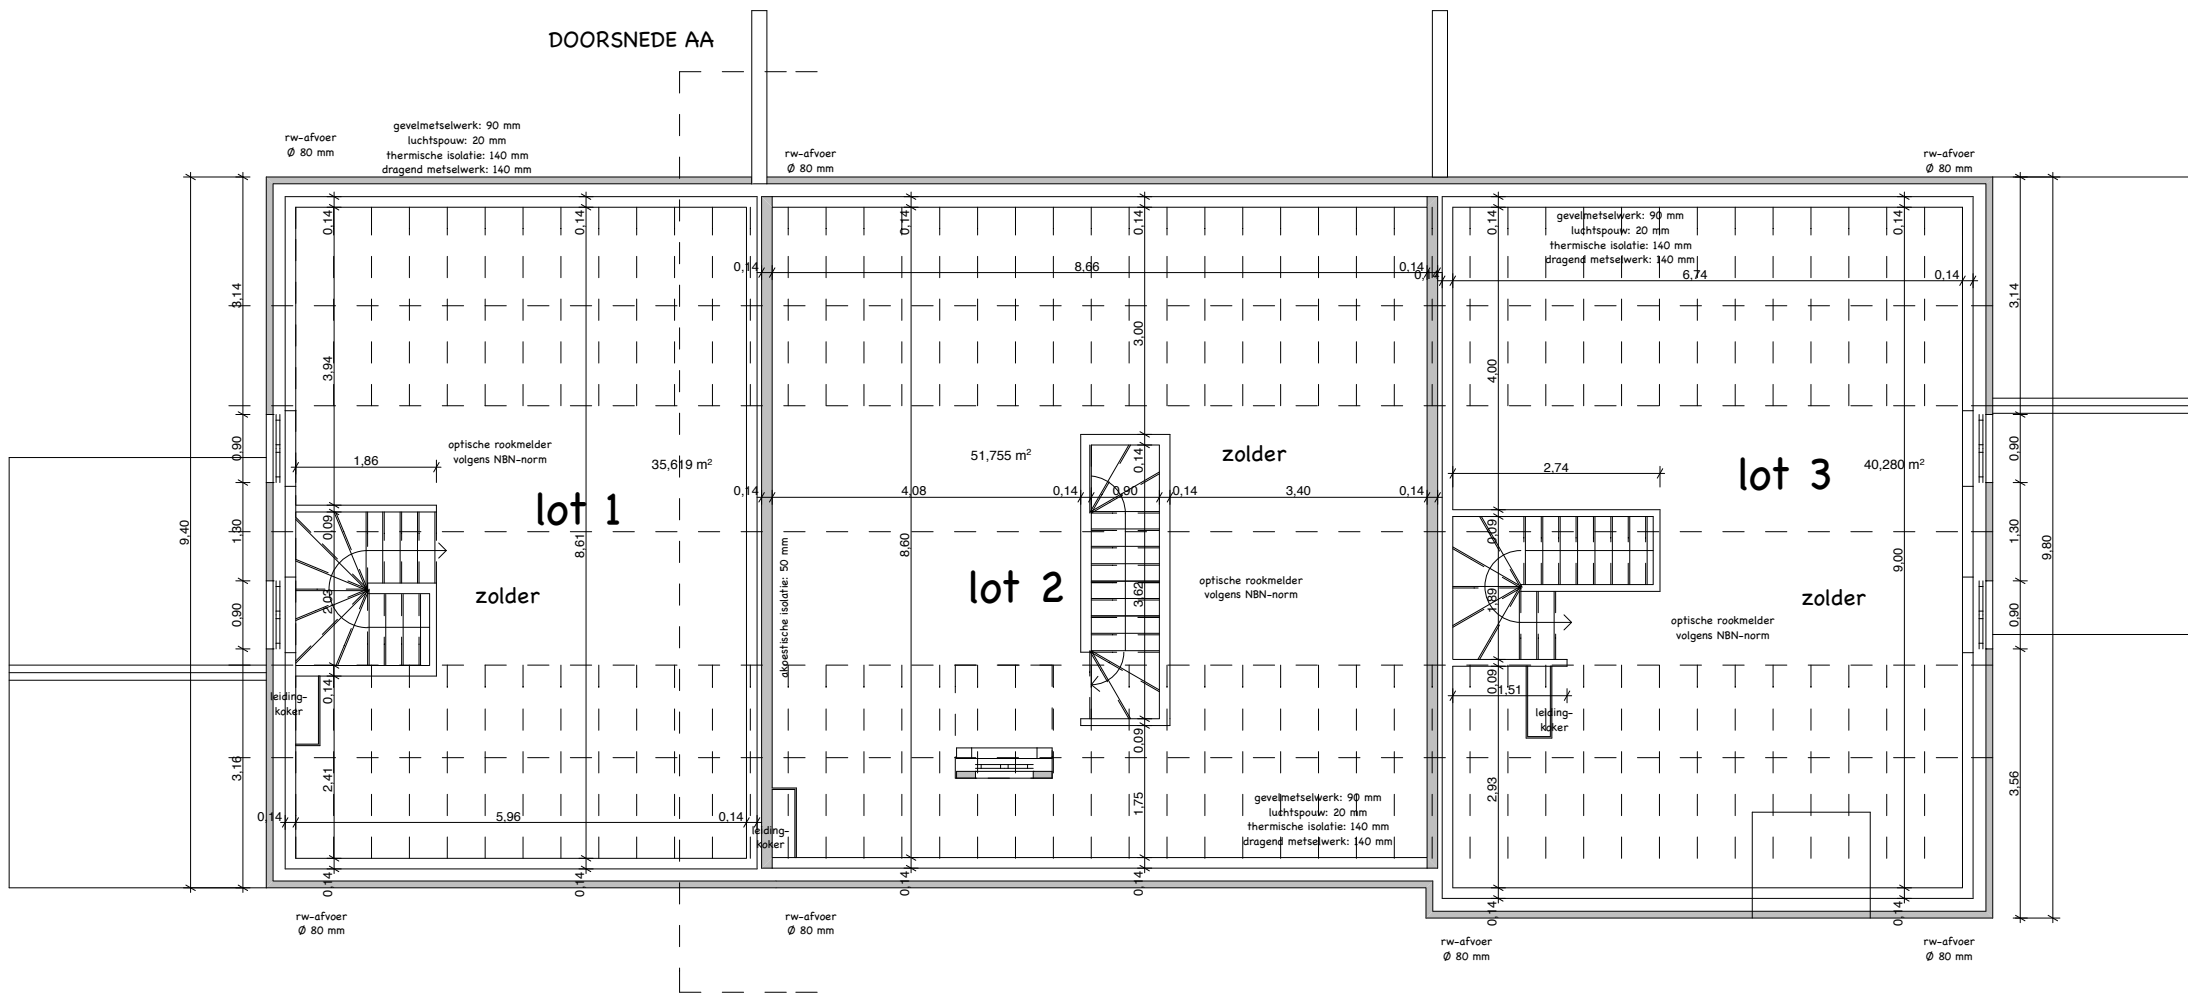 DOORSNEDE AA
rw-afvoer
Ø 80 mm
gevelmetselwerk: 90 mm
luchtspouw: 20 mm
thermische isolatie: 140 mm
dragend metselwerk: 140 mm
rw-afvoer
Ø 80 mm
rw-afvoer
Ø 80 mm
9,40
3,14
0,90
1,30
0,90
3,16
0,14
3,94
0,09
2,03
0,14
2,41
0,14
0,14
8,61
0,14
1,86
optische rookmelder
volgens NBN-norm
35,619 m²
lot 1
zolder
leiding-
koker
0,14
5,96
0,14
0,14
8,66
0,14
0,14
8,60
0,14
0,14
3,00
0,14
3,62
0,09
1,75
0,14
51,755 m²
zolder
0,14
4,08
0,14
0,90
0,14
3,40
0,14
akoestische isolatie: 50 mm
lot 2
optische rookmelder
volgens NBN-norm
leiding-
koker
gevelmetselwerk: 90 mm
luchtspouw: 20 mm
thermische isolatie: 140 mm
dragend metselwerk: 140 mm
gevelmetselwerk: 90 mm
luchtspouw: 20 mm
thermische isolatie: 140 mm
dragend metselwerk: 140 mm
0,14
6,74
0,14
0,14
4,00
0,09
1,89
0,09
2,93
0,14
0,14
9,00
0,14
2,74
lot 3
40,280 m²
zolder
optische rookmelder
volgens NBN-norm
1,51
leiding-
koker
3,14
0,90
1,30
0,90
3,56
9,80
rw-afvoer
Ø 80 mm
rw-afvoer
Ø 80 mm
rw-afvoer
Ø 80 mm
rw-afvoer
Ø 80 mm